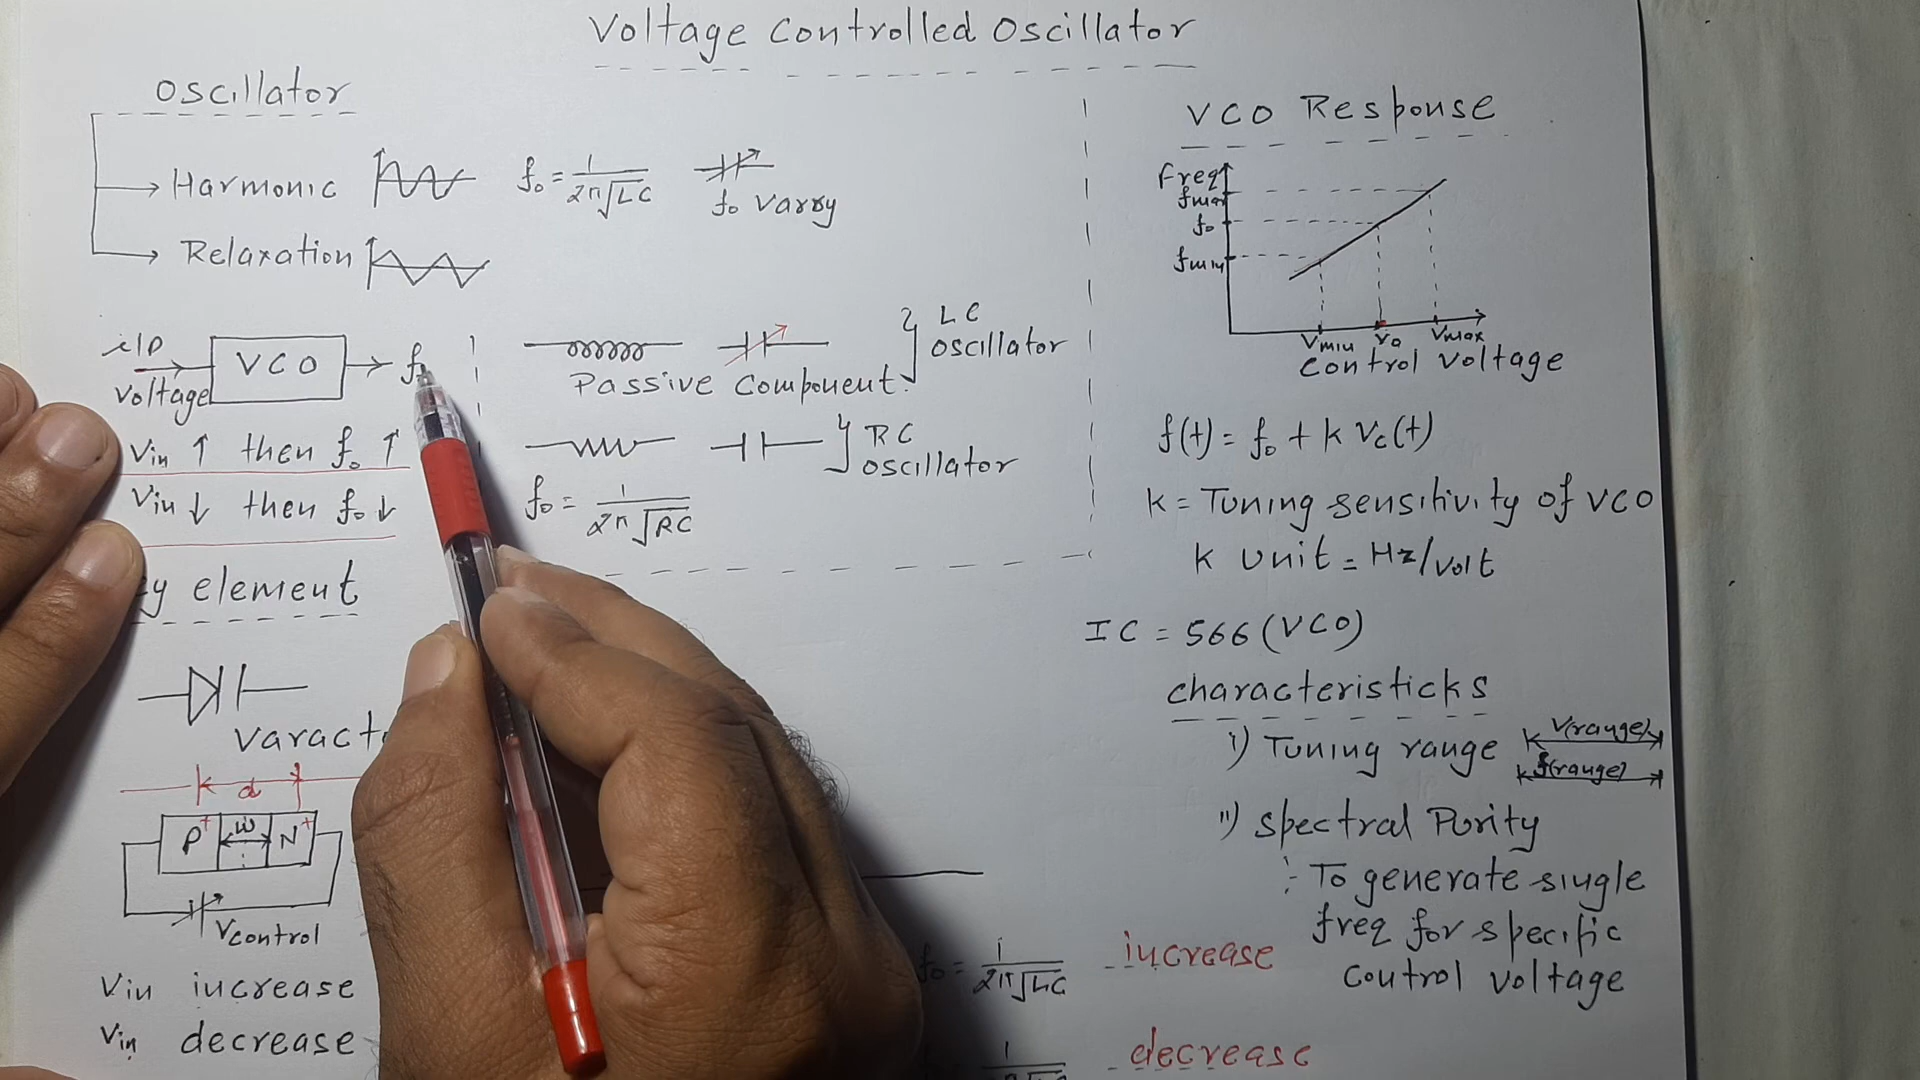 Voltage Controlled Oscillator
Oscillator
Harmonic
f₀ = 1/2π√LC
f₀ Varry
Relaxation
i/p
Voltage
VCO
f₀
Vin ↑ then f₀ ↑
Vin ↓ then f₀ ↓
element
Varact
d
P⁺ W N⁺
Vcontrol
Vin increase
Vin decrease
LC
Oscillator
Passive Component
RC
Oscillator
f₀ = 1/2π√RC
f₀ = 1/2π√LC increase
decrease
VCO Response
Freq
fmax
f₀
fmin
Vmin V₀ Vmax
Control Voltage
f(t) = f₀ + K Vc(t)
K = Tuning sensitivity of VCO
K Unit = Hz/Volt
IC = 566 (VCO)
Characteristicks
i) Tuning range
V(range)
f(range)
ii) Spectral Purity
:- To generate single
freq for specific
Control Voltage